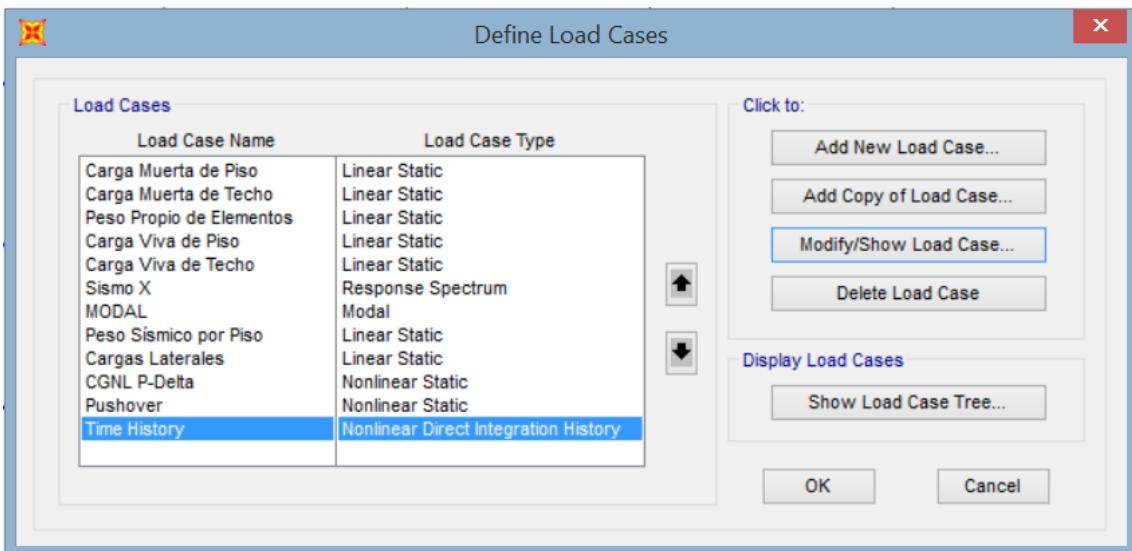 Define Load Cases
Load Cases
Load Case Name Load Case Type
Carga Muerta de Piso Linear Static
Carga Muerta de Techo Linear Static
Peso Propio de Elementos Linear Static
Carga Viva de Piso Linear Static
Carga Viva de Techo Linear Static
Sismo X Response Spectrum
MODAL Modal
Peso Sísmico por Piso Linear Static
Cargas Laterales Linear Static
CGNL P-Delta Nonlinear Static
Pushover Nonlinear Static
Time History Nonlinear Direct Integration History
Click to:
Add New Load Case...
Add Copy of Load Case...
Modify/Show Load Case...
Delete Load Case
Display Load Cases
Show Load Case Tree...
OK Cancel